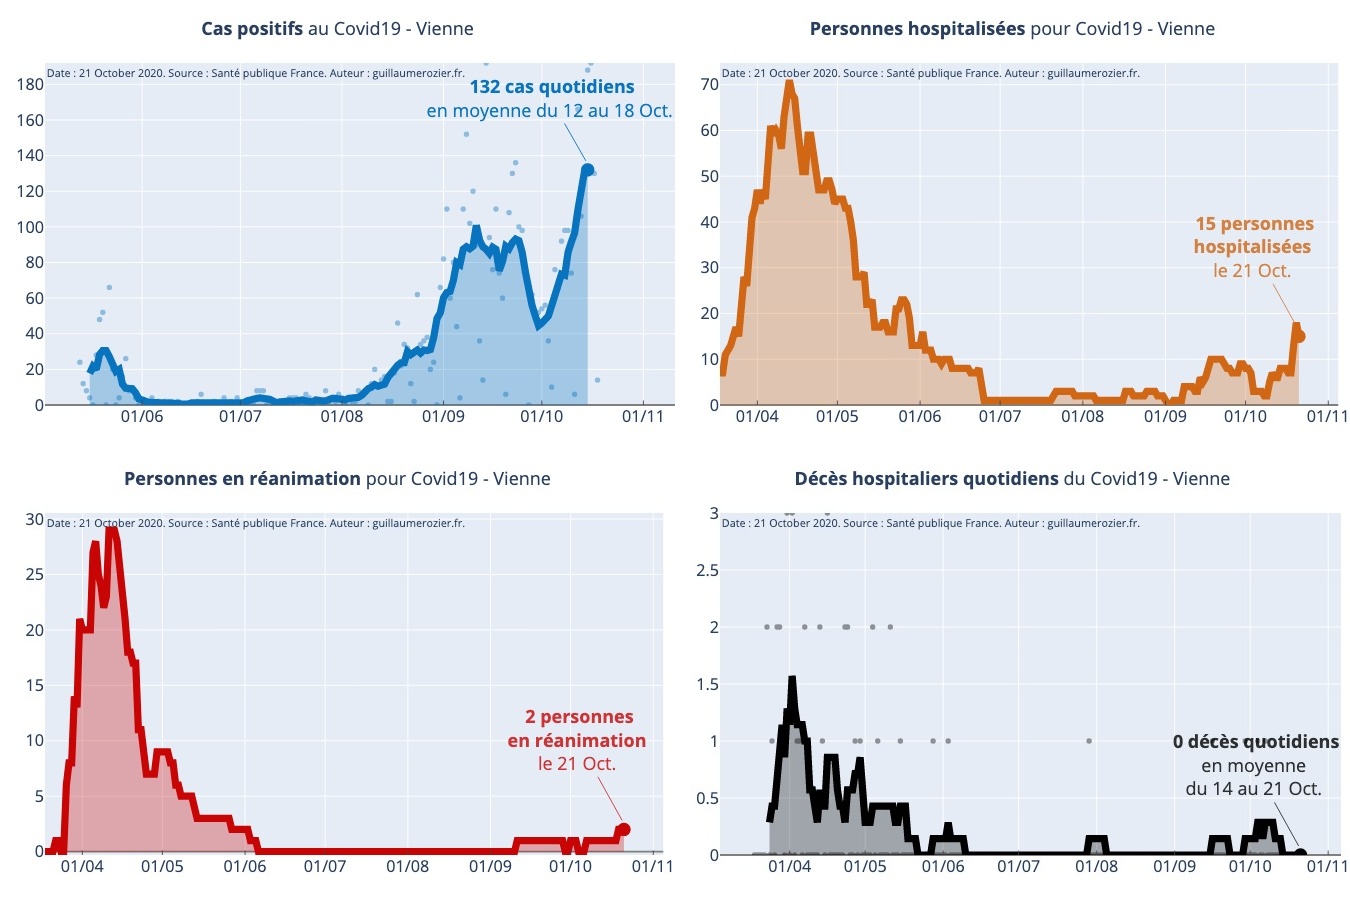 Cas positifs au Covid19 - Vienne
Date : 21 October 2020. Source : Santé publique France. Auteur : guillaumerozier.fr.
132 cas quotidiens
en moyenne du 12 au 18 Oct.
180
160
140
120
100
80
60
40
20
0
01/06 01/07 01/08 01/09 01/10 01/11
Personnes hospitalisées pour Covid19 - Vienne
Date : 21 October 2020. Source : Santé publique France. Auteur : guillaumerozier.fr.
70
60
50
40
30
20
10
0
15 personnes
hospitalisées
le 21 Oct.
01/04 01/05 01/06 01/07 01/08 01/09 01/10 01/11
Personnes en réanimation pour Covid19 - Vienne
Date : 21 October 2020. Source : Santé publique France. Auteur : guillaumerozier.fr.
30
25
20
15
10
5
0
2 personnes
en réanimation
le 21 Oct.
01/04 01/05 01/06 01/07 01/08 01/09 01/10 01/11
Décès hospitaliers quotidiens du Covid19 - Vienne
Date : 21 October 2020. Source : Santé publique France. Auteur : guillaumerozier.fr.
3
2.5
2
1.5
1
0.5
0
0 décès quotidiens
en moyenne
du 14 au 21 Oct.
01/04 01/05 01/06 01/07 01/08 01/09 01/10 01/11